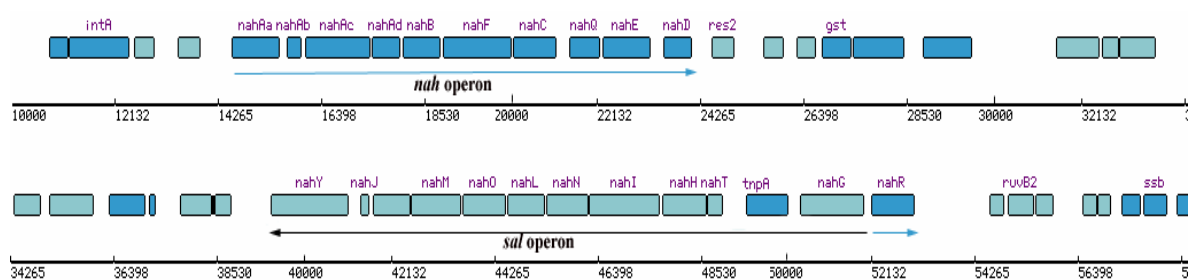 intA nahAa nahAb nahAc nahAd nahB nahF nahC nahQ nahE nahD res2 gst
nah operon
10000 12132 14265 16398 18530 20000 22132 24265 26398 28530 30000 32132
nahY nahJ nahM nahO nahL nahN nahI nahH nahT tnpA nahG nahR ruvB2 ssb
sal operon
34265 36398 38530 40000 42132 44265 46398 48530 50000 52132 54265 56398